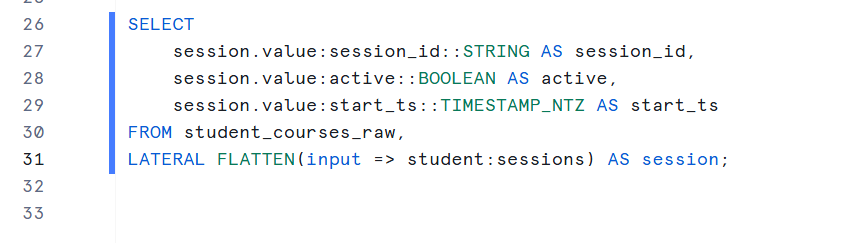 26 SELECT
27 session.value:session_id::STRING AS session_id,
28 session.value:active::BOOLEAN AS active,
29 session.value:start_ts::TIMESTAMP_NTZ AS start_ts
30 FROM student_courses_raw,
31 LATERAL FLATTEN(input => student:sessions) AS session;
32
33